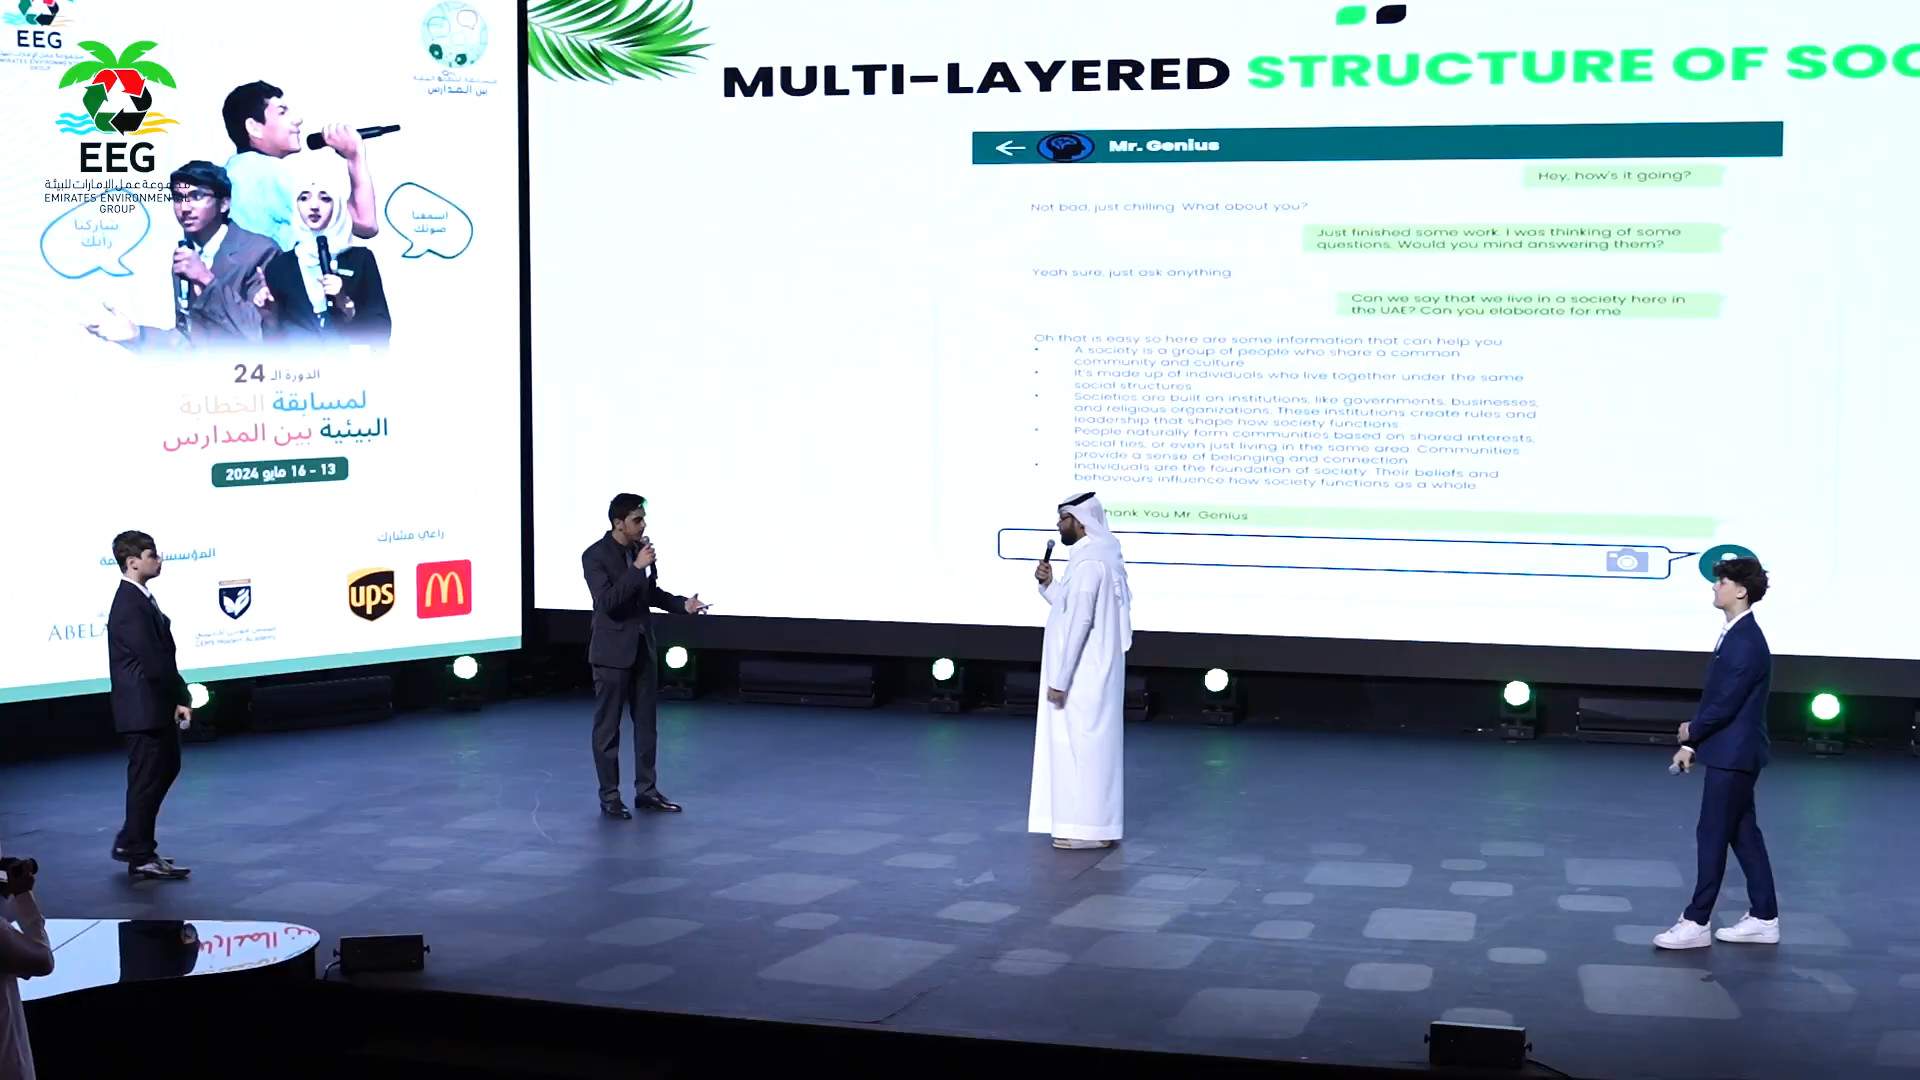 EEG
EEG
مجموعة عمل الإمارات للبيئة
EMIRATES ENVIRONMENTAL
GROUP
بين المدارس
شاركنا
رأيك
اسمعنا
صوتك
الدورة الـ 24
لمسابقة الخطابة
البيئية بين المدارس
13 - 16 مايو 2024
راعي مشارك
ABELA
ups
MULTI-LAYERED STRUCTURE OF SOC
Mr. Genius
Hey, how's it going?
Not bad, just chilling. What about you?
Just finished some work. I was thinking of some
questions. Would you mind answering them?
Yeah sure, just ask anything
Can we say that we live in a society here in
the UAE? Can you elaborate for me
Oh that is easy so here are some information that can help you
• A society is a group of people who share a common
community and culture
• It's made up of individuals who live together under the same
social structures
• Societies are built on institutions, like governments, businesses,
and religious organizations. These institutions create rules and
leadership that shape how society functions.
• People naturally form communities based on shared interests,
social ties, or even just living in the same area. Communities
provide a sense of belonging and connection
• Individuals are the foundation of society. Their beliefs and
behaviours influence how society functions as a whole
hank You Mr. Genius